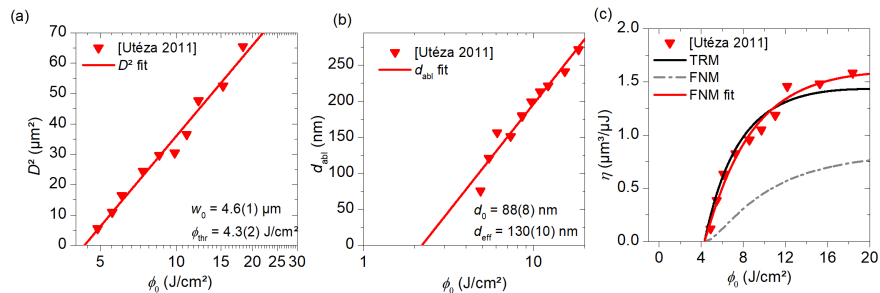 (a)
70
60
50
40
30
20
10
0
D² (μm²)
[Utéza 2011]
D² fit
w₀ = 4.6(1) μm
ϕthr = 4.3(2) J/cm²
5
10
15
20
25
30
ϕ₀ (J/cm²)
(b)
250
200
150
100
50
0
dabl (nm)
[Utéza 2011]
dabl fit
d₀ = 88(8) nm
deff = 130(10) nm
1
10
ϕ₀ (J/cm²)
(c)
2.0
1.5
1.0
0.5
0.0
η (μm³/μJ)
[Utéza 2011]
TRM
FNM
FNM fit
0
4
8
12
16
20
ϕ₀ (J/cm²)